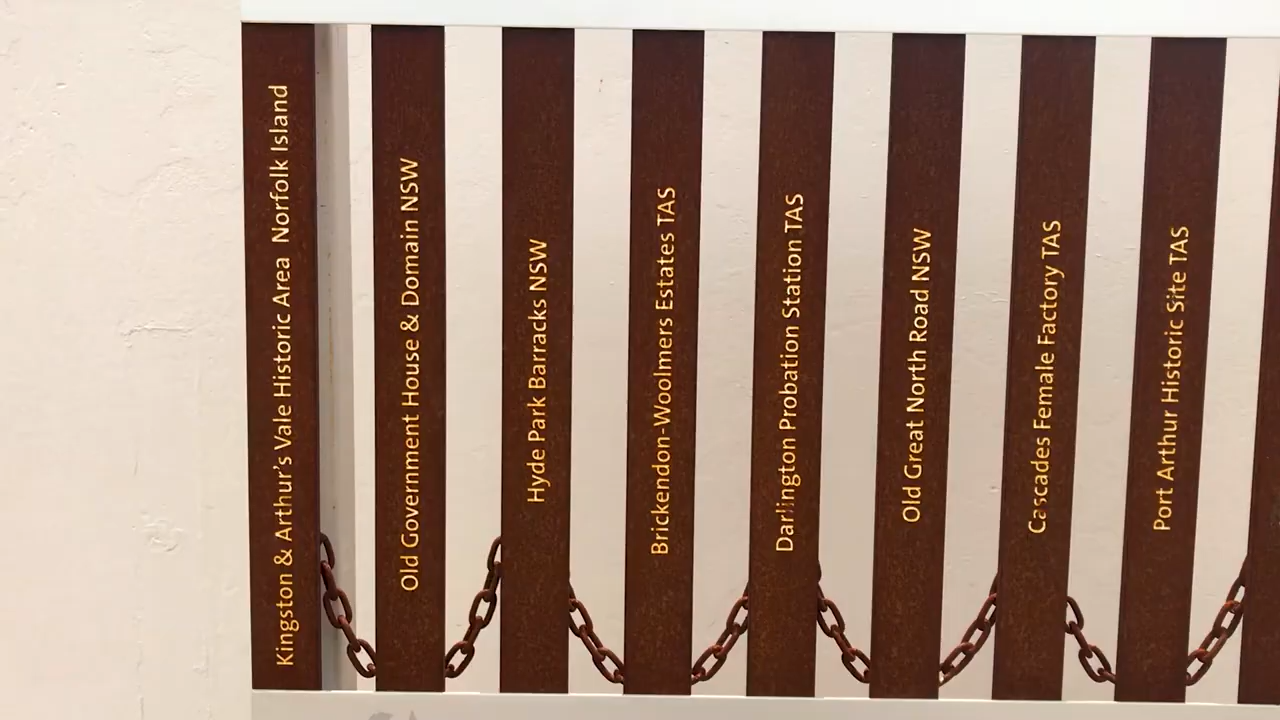 Kingston & Arthur's Vale Historic Area Norfolk Island
Old Government House & Domain NSW
Hyde Park Barracks NSW
Brickendon-Woolmers Estates TAS
Darlington Probation Station TAS
Old Great North Road NSW
Cascades Female Factory TAS
Port Arthur Historic Site TAS